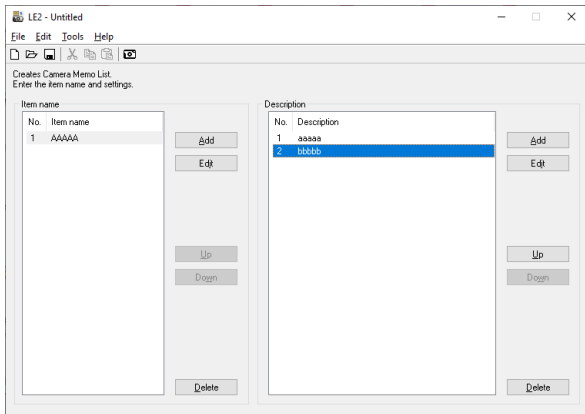 LE2 - Untitled
File Edit Tools Help
Creates Camera Memo List.
Enter the item name and settings.
Item name
No. Item name
1 AAAAA
Add
Edit
Up
Down
Delete
Description
No. Description
1 aaaaa
2 bbbbb
Add
Edit
Up
Down
Delete